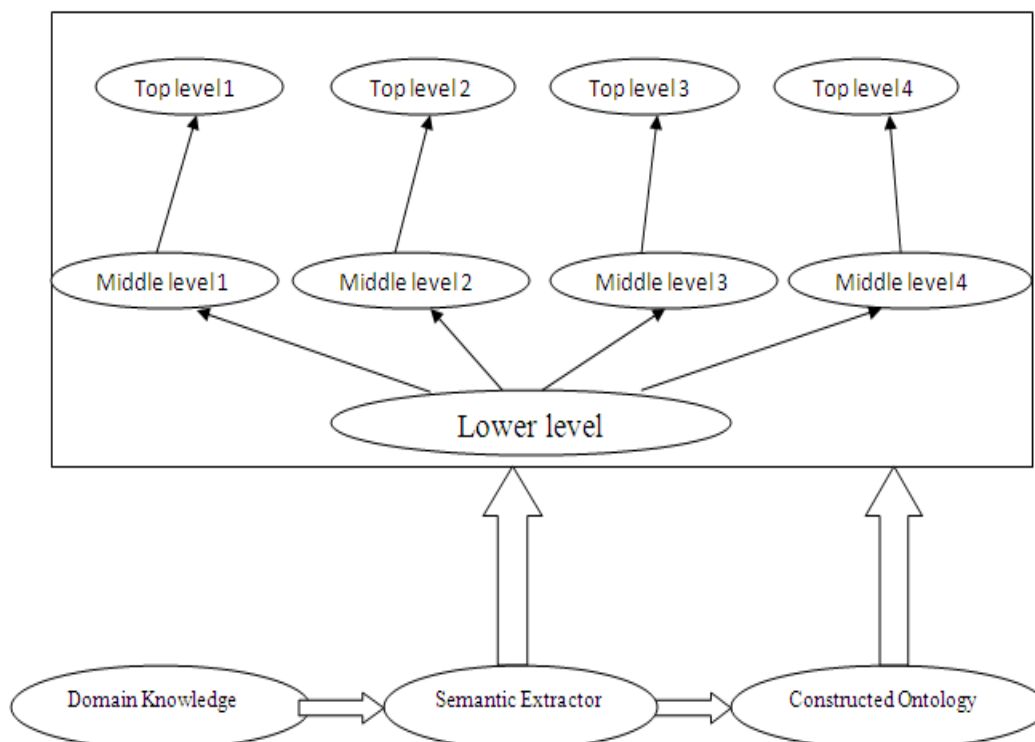 Top level 1
Top level 2
Top level 3
Top level 4
Middle level 1
Middle level 2
Middle level 3
Middle level 4
Lower level
Domain Knowledge
Semantic Extractor
Constructed Ontology